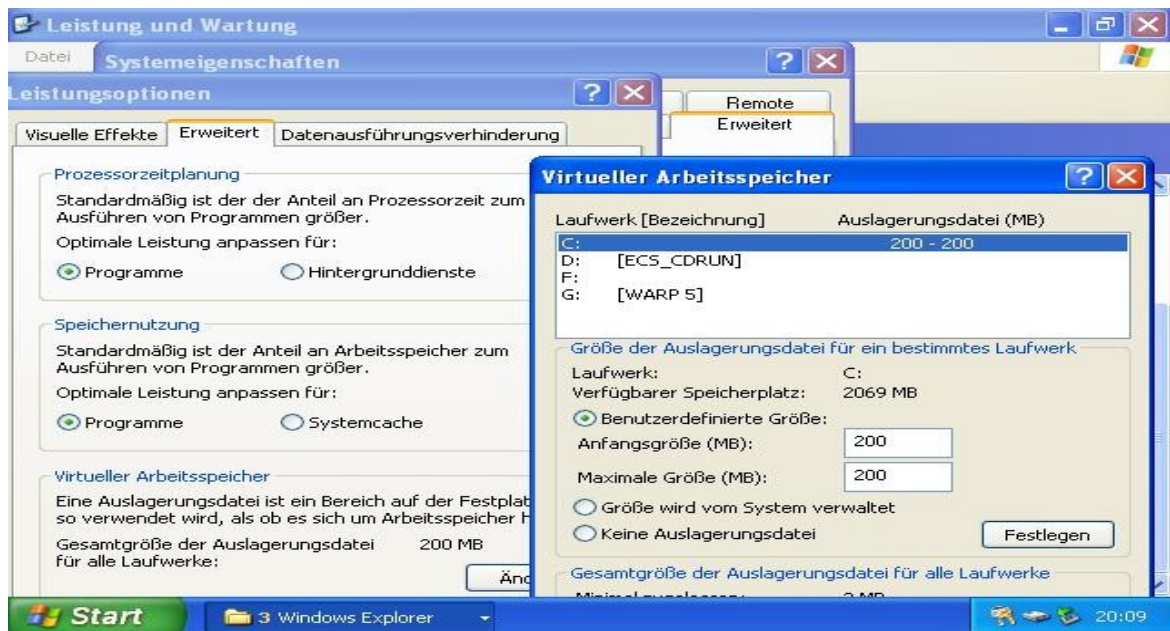 Leistung und Wartung
Datei
Systemeigenschaften
Leistungsoptionen
Remote
Erweitert
Visuelle Effekte
Erweitert
Datenausführungsverhinderung
Prozessorzeitplanung
Standardmäßig ist der der Anteil an Prozessorzeit zum
Ausführen von Programmen größer.
Optimale Leistung anpassen für:
Programme
Hintergrunddienste
Speichernutzung
Standardmäßig ist der Anteil an Arbeitsspeicher zum
Ausführen von Programmen größer.
Optimale Leistung anpassen für:
Programme
Systemcache
Virtueller Arbeitsspeicher
Eine Auslagerungsdatei ist ein Bereich auf der Festplat
so verwendet wird, als ob es sich um Arbeitsspeicher h
Gesamtgröße der Auslagerungsdatei 200 MB
für alle Laufwerke:
Änd
Virtueller Arbeitsspeicher
Laufwerk [Bezeichnung] Auslagerungsdatei (MB)
C: 200 - 200
D: [ECS_CDRUN]
F:
G: [WARP 5]
Größe der Auslagerungsdatei für ein bestimmtes Laufwerk
Laufwerk: C:
Verfügbarer Speicherplatz: 2069 MB
Benutzerdefinierte Größe:
Anfangsgröße (MB): 200
Maximale Größe (MB): 200
Größe wird vom System verwaltet
Keine Auslagerungsdatei
Festlegen
Gesamtgröße der Auslagerungsdatei für alle Laufwerke
2 MB
Start
3 Windows Explorer
20:09